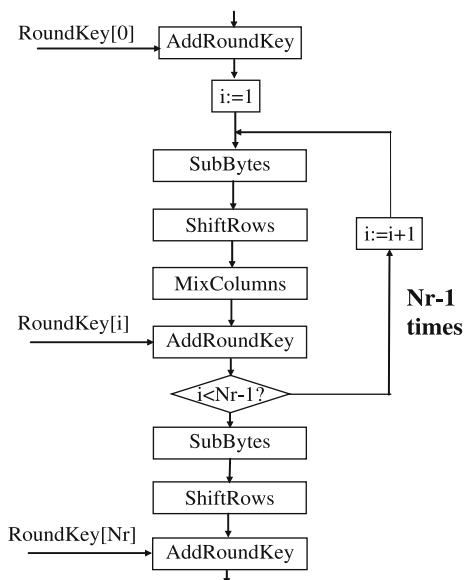 RoundKey[0]
AddRoundKey
i:=1
SubBytes
ShiftRows
i:=i+1
MixColumns
Nr-1
times
RoundKey[i]
AddRoundKey
i<Nr-1?
SubBytes
ShiftRows
RoundKey[Nr]
AddRoundKey